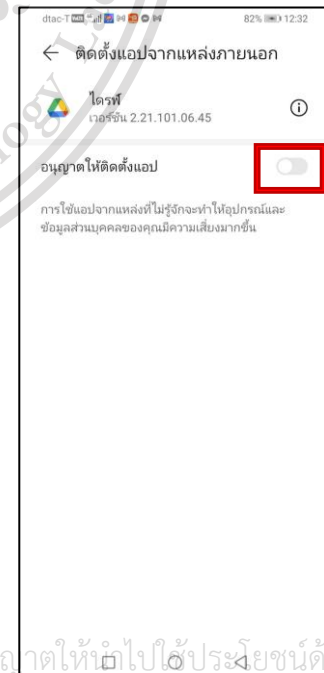 dtac-T 82% 12:32
ติดตั้งแอปจากแหล่งภายนอก
ไดรฟ์
เวอร์ชัน 2.21.101.06.45
อนุญาตให้ติดตั้งแอป
การใช้แอปจากแหล่งที่ไม่รู้จักจะทำให้อุปกรณ์และ
ข้อมูลส่วนบุคคลของคุณมีความเสี่ยงมากขึ้น
ญาตให้นำไปใช้ประโยชน์ด้